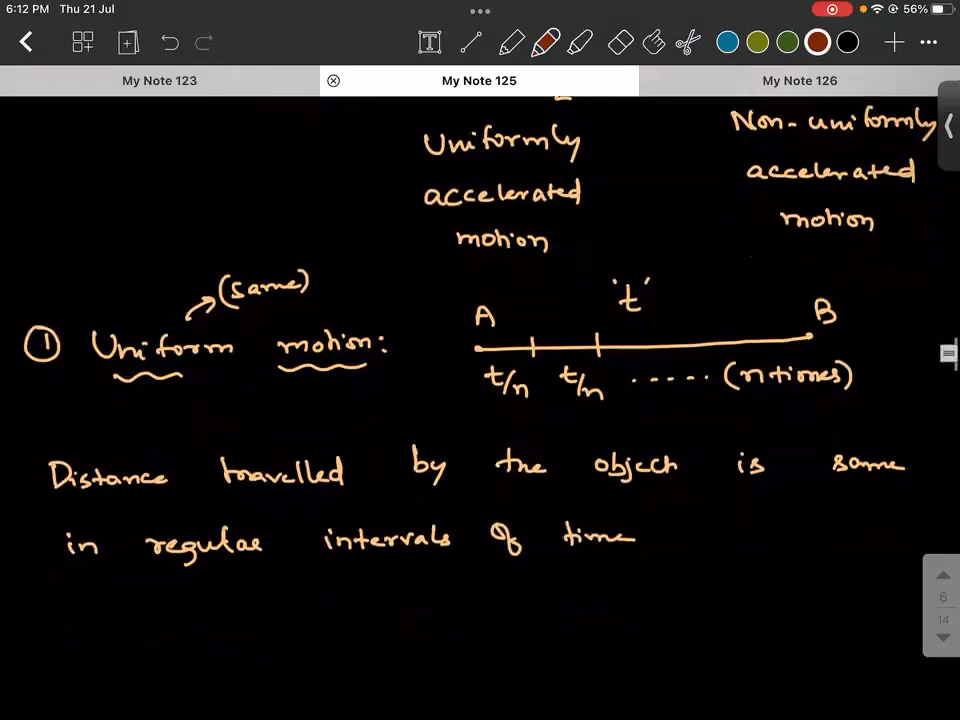 6:12 PM Thu 21 Jul
56%
My Note 123
My Note 125
My Note 126
Uniformly
accelerated
motion
Non-uniformly
accelerated
motion
(same)
① Uniform motion:
A 't' B
t/n t/n ..... (n times)
Distance travelled by the object is same
in regular intervals of time
6
14